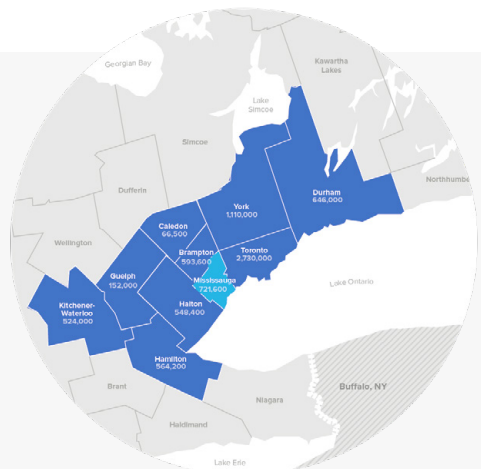 Georgian Bay
Kawartha
Lakes
Lake
Simcoe
Simcoe
Dufferin
Northumbe
Durham
646,000
York
1,110,000
Caledon
66,500
Wellington
Brampton
593,600
Toronto
2,730,000
Guelph
152,000
Mississauga
721,600
Lake Ontario
Kitchener-
Waterloo
524,000
Halton
548,400
Hamilton
564,200
Brant
Buffalo, NY
Niagara
Haldimand
Lake Erie